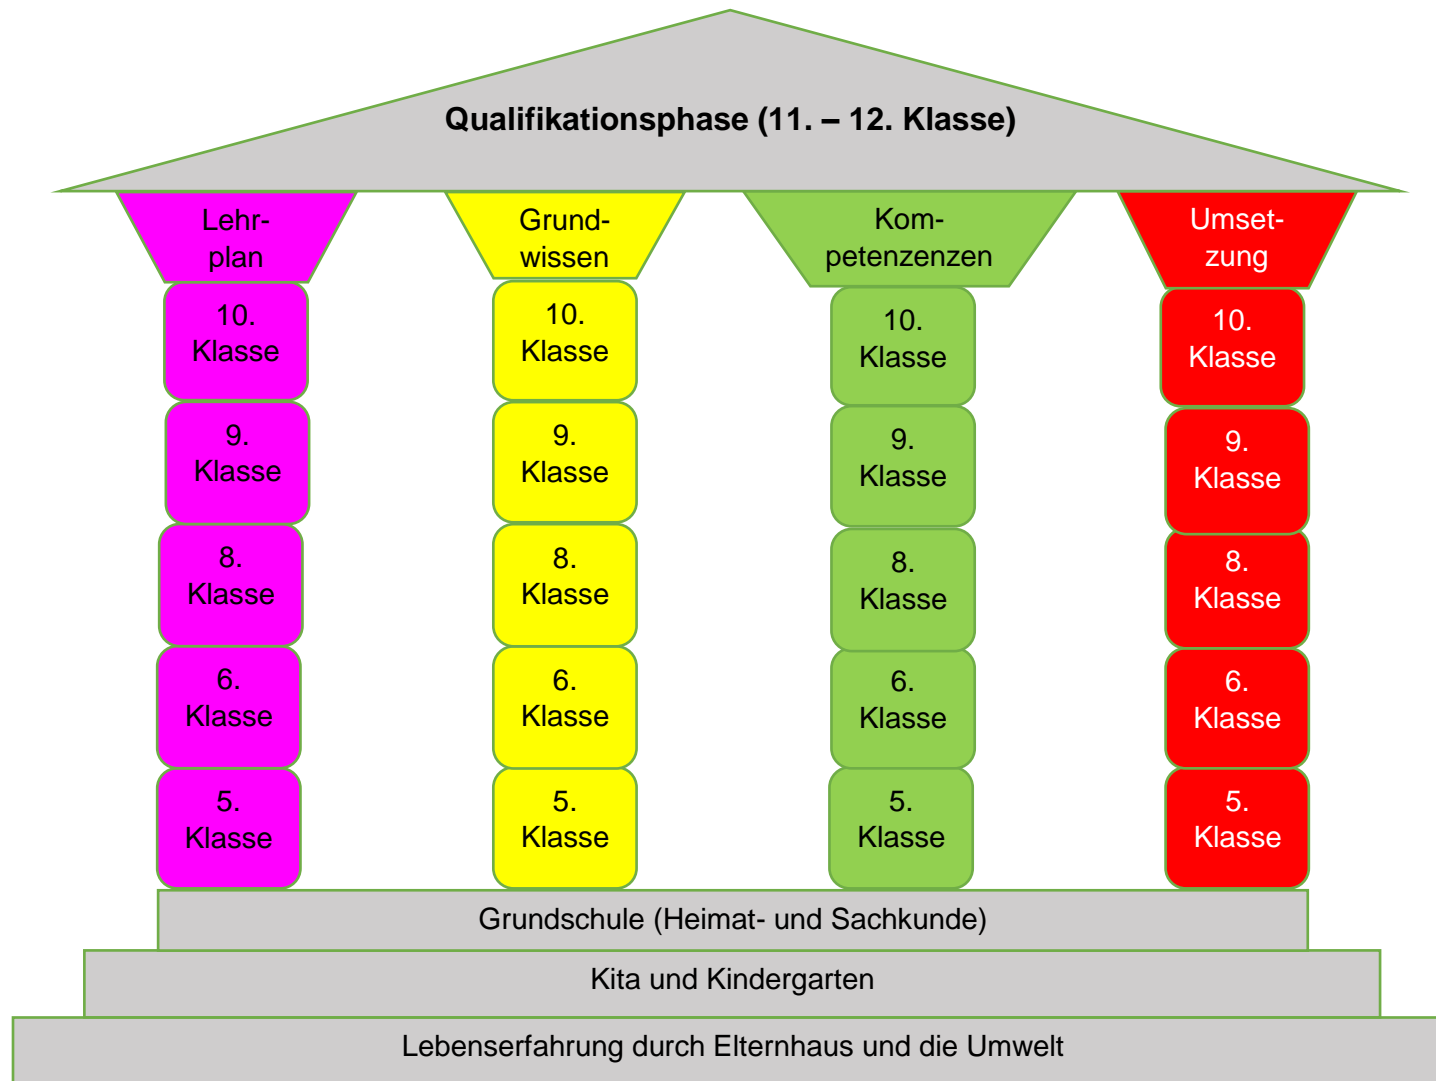 Qualifikationsphase (11. – 12. Klasse)
Lehr-
plan
Grund-
wissen
Kom-
petenzenzen
Umset-
zung
10.
Klasse
10.
Klasse
10.
Klasse
10.
Klasse
9.
Klasse
9.
Klasse
9.
Klasse
9.
Klasse
8.
Klasse
8.
Klasse
8.
Klasse
8.
Klasse
6.
Klasse
6.
Klasse
6.
Klasse
6.
Klasse
5.
Klasse
5.
Klasse
5.
Klasse
5.
Klasse
Grundschule (Heimat- und Sachkunde)
Kita und Kindergarten
Lebenserfahrung durch Elternhaus und die Umwelt